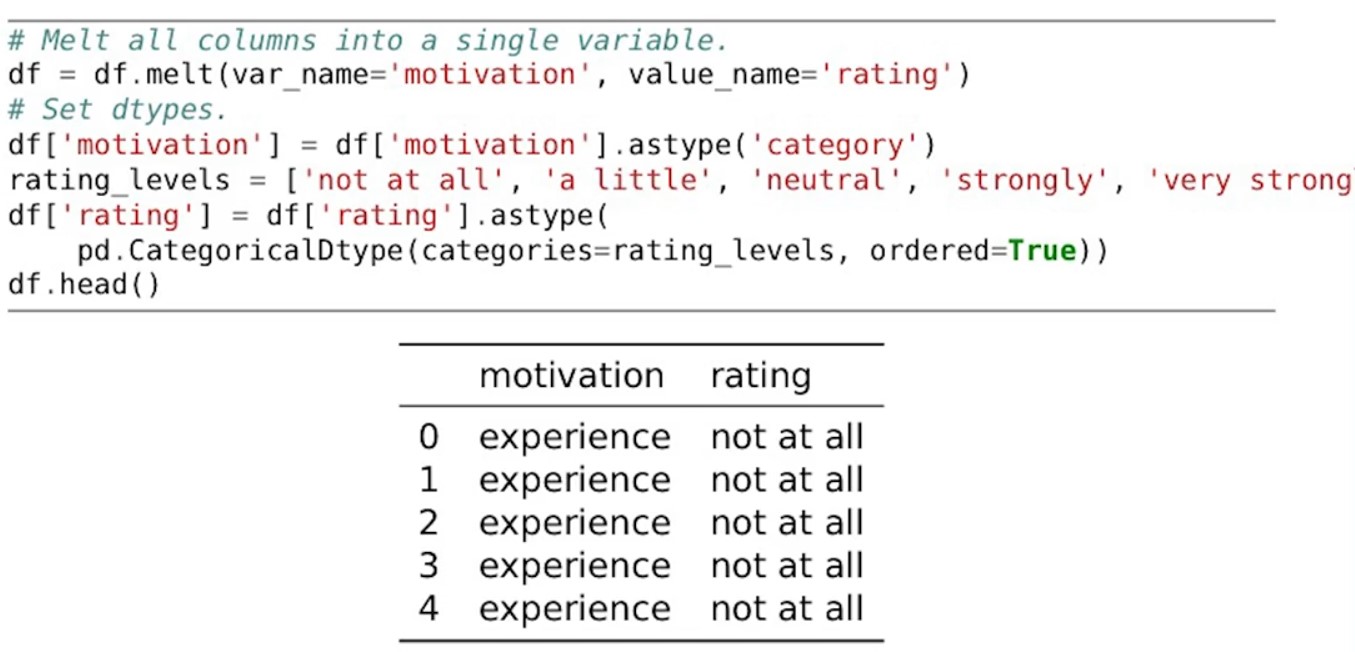 # Melt all columns into a single variable.
df = df.melt(var_name='motivation', value_name='rating')
# Set dtypes.
df['motivation'] = df['motivation'].astype('category')
rating_levels = ['not at all', 'a little', 'neutral', 'strongly', 'very strong
df['rating'] = df['rating'].astype(
    pd.CategoricalDtype(categories=rating_levels, ordered=True))
df.head()
motivation rating
0 experience not at all
1 experience not at all
2 experience not at all
3 experience not at all
4 experience not at all